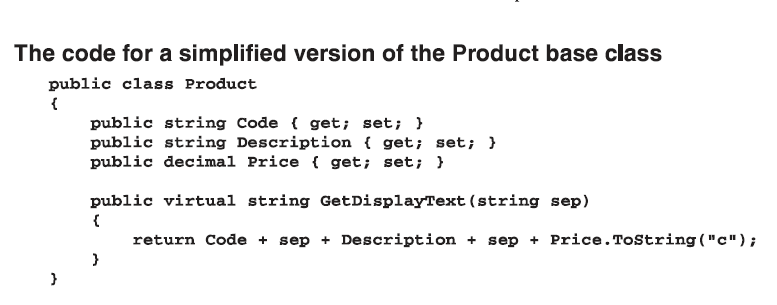 The code for a simplified version of the Product base class
public class Product
{
    public string Code { get; set; }
    public string Description { get; set; }
    public decimal Price { get; set; }

    public virtual string GetDisplayText(string sep)
    {
        return Code + sep + Description + sep + Price.ToString("c");
    }
}